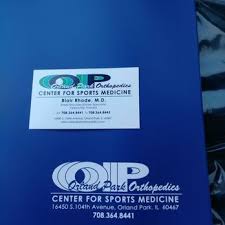 OP
Orland Park Orthopedics
CENTER FOR SPORTS MEDICINE
Blair Rhode, M.D.
708.364.8441
OP
Orland Park Orthopedics
CENTER FOR SPORTS MEDICINE
16450 S.104th Avenue, Orland Park, IL 60467
708.364.8441